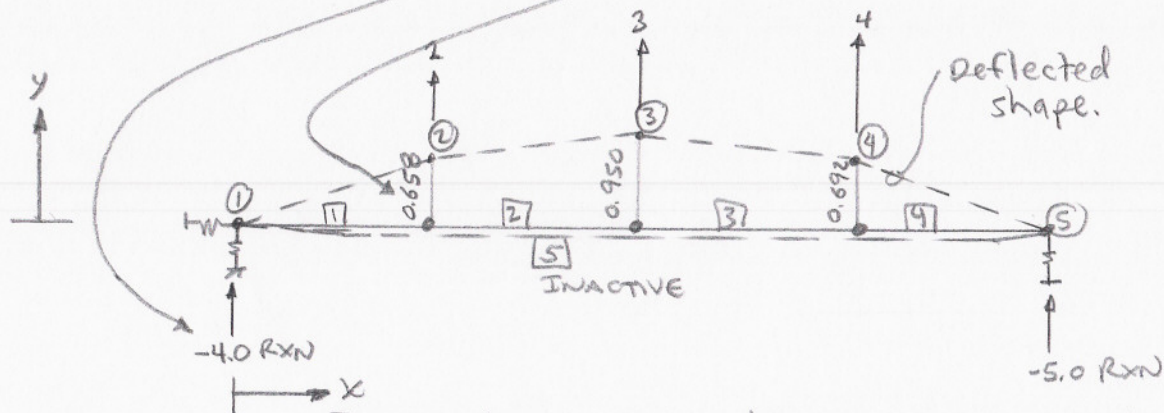 3
4
2
Deflected
shape.
y
③
②
④
0.658
0.950
0.692
①
1
2
3
4
⑤
5
INACTIVE
-4.0 RXN
-5.0 RXN
x